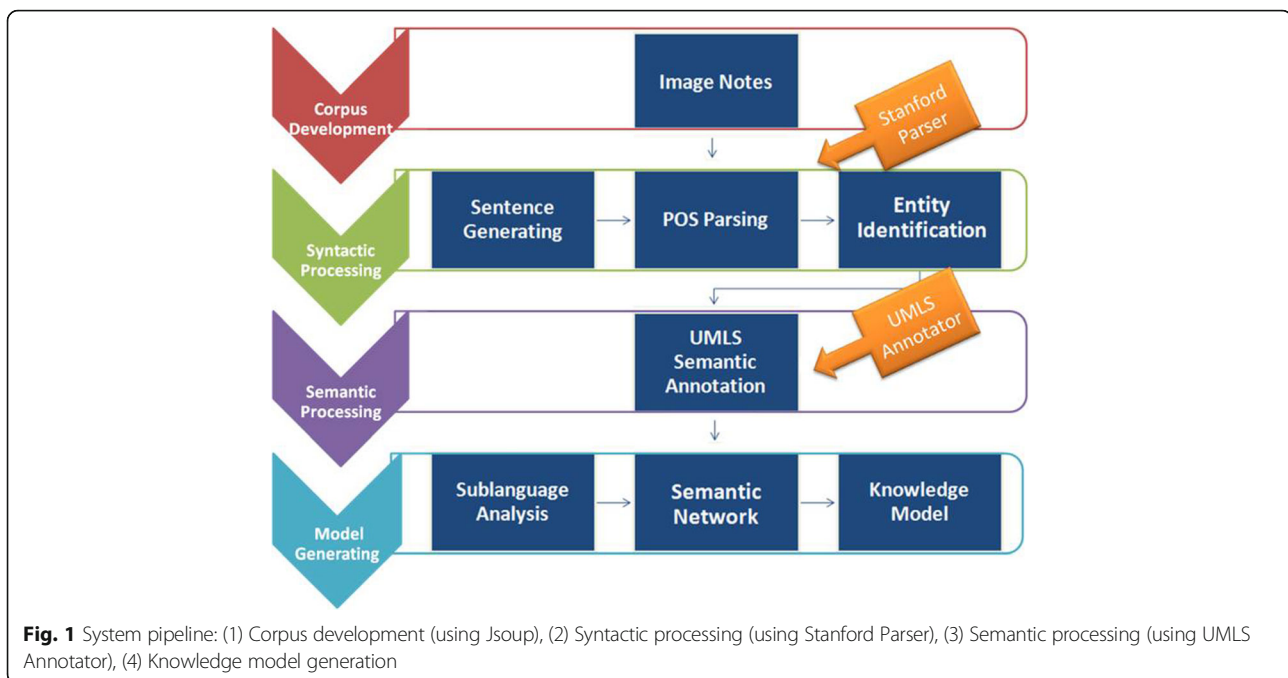 Corpus
Development
Image Notes
Stanford
Parser
Syntactic
Processing
Sentence
Generating
POS Parsing
Entity
Identification
Semantic
Processing
UMLS
Semantic
Annotation
UMLS
Annotator
Model
Generating
Sublanguage
Analysis
Semantic
Network
Knowledge
Model
Fig. 1 System pipeline: (1) Corpus development (using Jsoup), (2) Syntactic processing (using Stanford Parser), (3) Semantic processing (using UMLS
Annotator), (4) Knowledge model generation